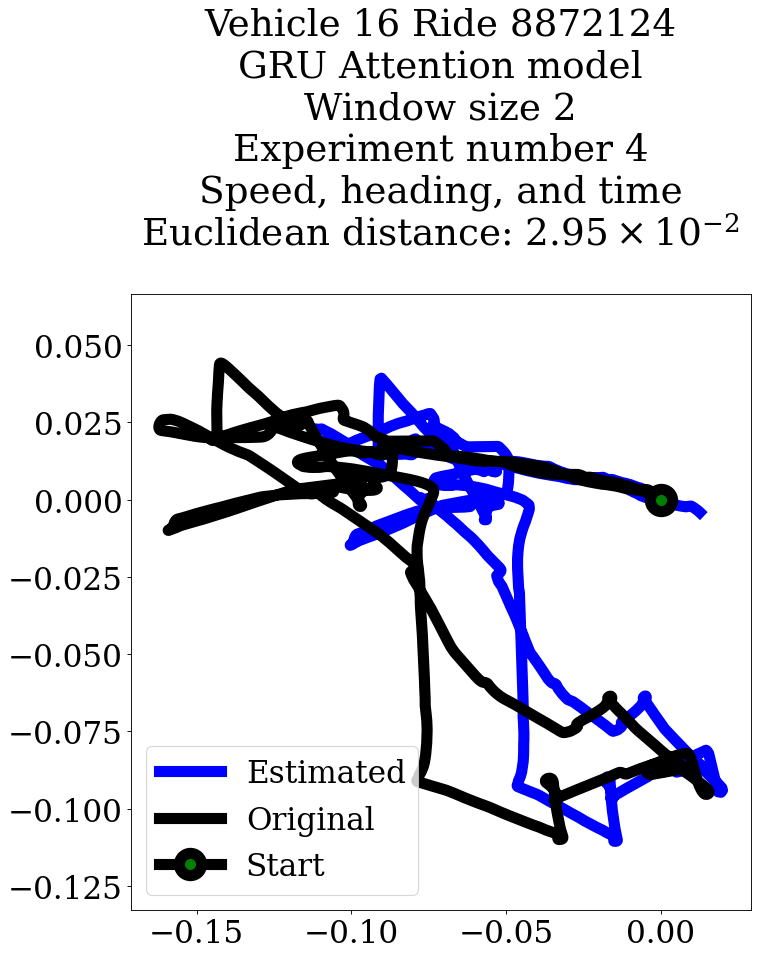 Vehicle 16 Ride 8872124
GRU Attention model
Window size 2
Experiment number 4
Speed, heading, and time
Euclidean distance: 2.95 × 10⁻²
0.050
0.025
0.000
−0.025
−0.050
−0.075
−0.100
−0.125
Estimated
Original
Start
−0.15
−0.10
−0.05
0.00